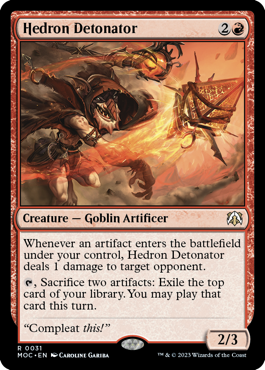 Hedron Detonator 2
Creature — Goblin Artificer
Whenever an artifact enters the battlefield
under your control, Hedron Detonator
deals 1 damage to target opponent.
, Sacrifice two artifacts: Exile the
top card of your library. You may play
that card this turn.
“Compleat this!”
2/3
R 0031
MOC • EN Caroline Gariba
™ & © 2023 Wizards of the Coast